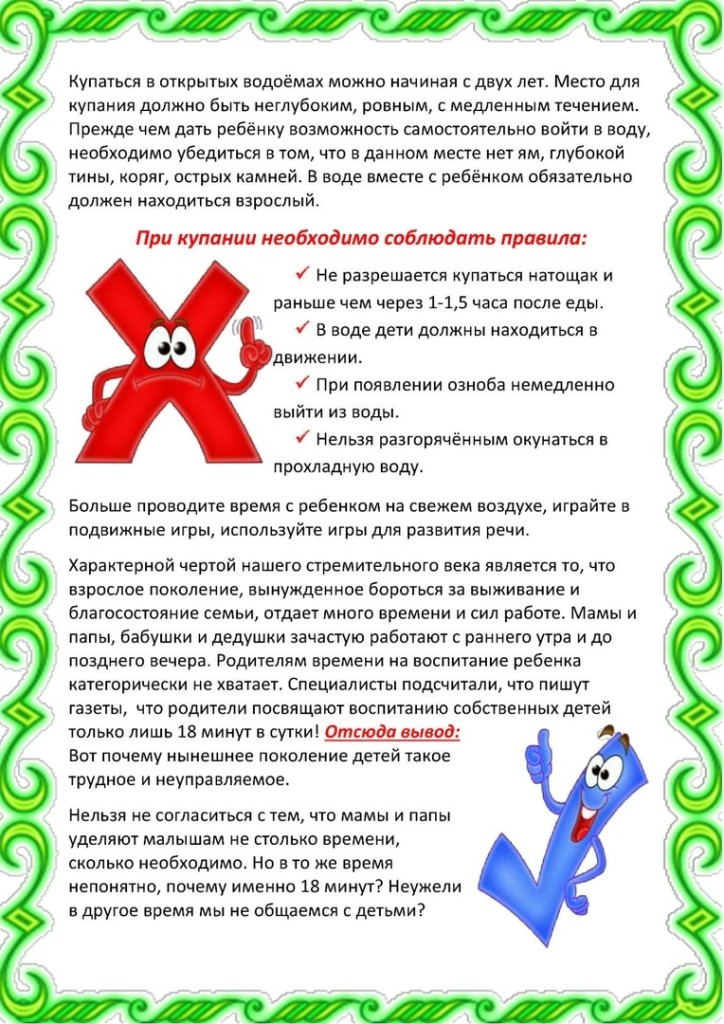 Купаться в открытых водоёмах можно начиная с двух лет. Место для
купания должно быть неглубоким, ровным, с медленным течением.
Прежде чем дать ребёнку возможность самостоятельно войти в воду,
необходимо убедиться в том, что в данном месте нет ям, глубокой
тины, коряг, острых камней. В воде вместе с ребёнком обязательно
должен находиться взрослый.
При купании необходимо соблюдать правила:
✓ Не разрешается купаться натощак и
раньше чем через 1-1,5 часа после еды.
✓ В воде дети должны находиться в
движении.
✓ При появлении озноба немедленно
выйти из воды.
✓ Нельзя разгорячённым окунаться в
прохладную воду.
Больше проводите время с ребенком на свежем воздухе, играйте в
подвижные игры, используйте игры для развития речи.
Характерной чертой нашего стремительного века является то, что
взрослое поколение, вынужденное бороться за выживание и
благосостояние семьи, отдает много времени и сил работе. Мамы и
папы, бабушки и дедушки зачастую работают с раннего утра и до
позднего вечера. Родителям времени на воспитание ребенка
категорически не хватает. Специалисты подсчитали, что пишут
газеты, что родители посвящают воспитанию собственных детей
только лишь 18 минут в сутки! Отсюда вывод:
Вот почему нынешнее поколение детей такое
трудное и неуправляемое.
Нельзя не согласиться с тем, что мамы и папы
уделяют малышам не столько времени,
сколько необходимо. Но в то же время
непонятно, почему именно 18 минут? Неужели
в другое время мы не общаемся с детьми?